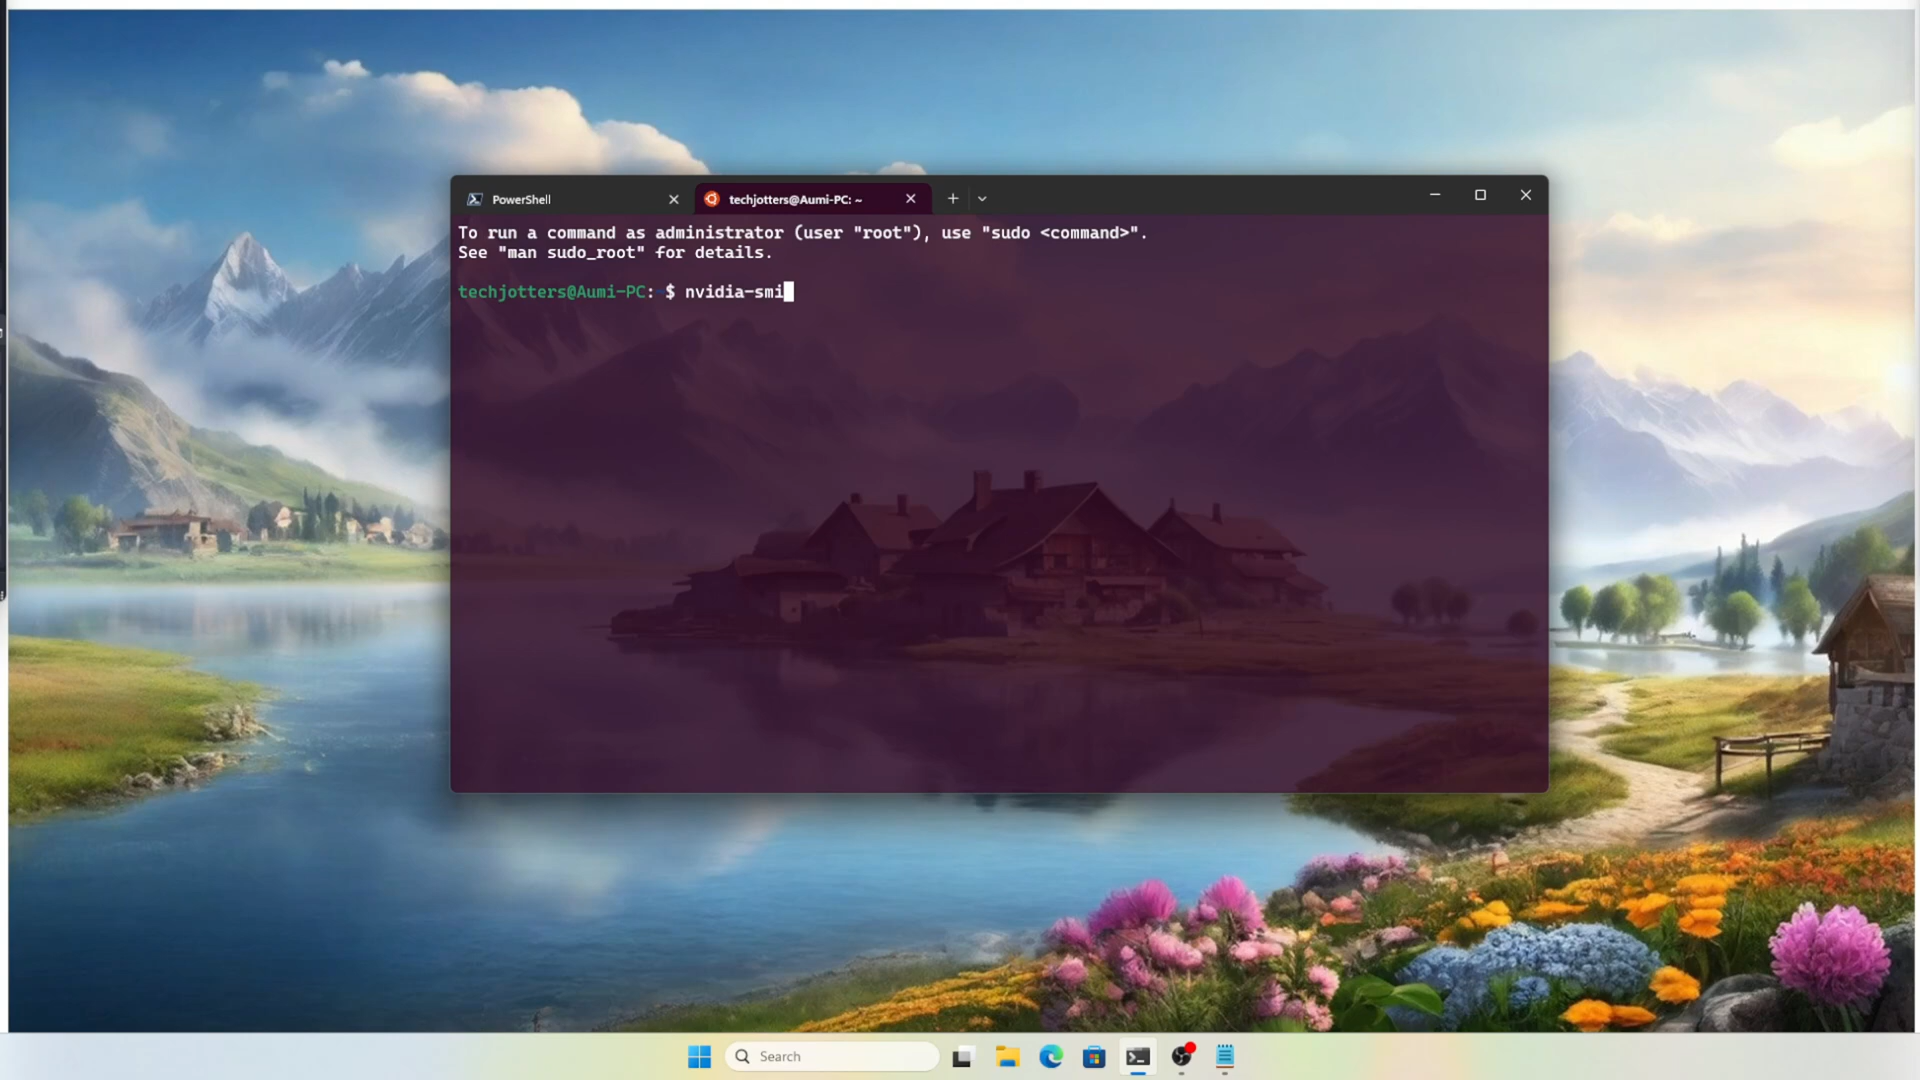 PowerShell
techjotters@Aumi-PC: ~
To run a command as administrator (user "root"), use "sudo <command>".
See "man sudo_root" for details.
techjotters@Aumi-PC:~$ nvidia-smi
Search